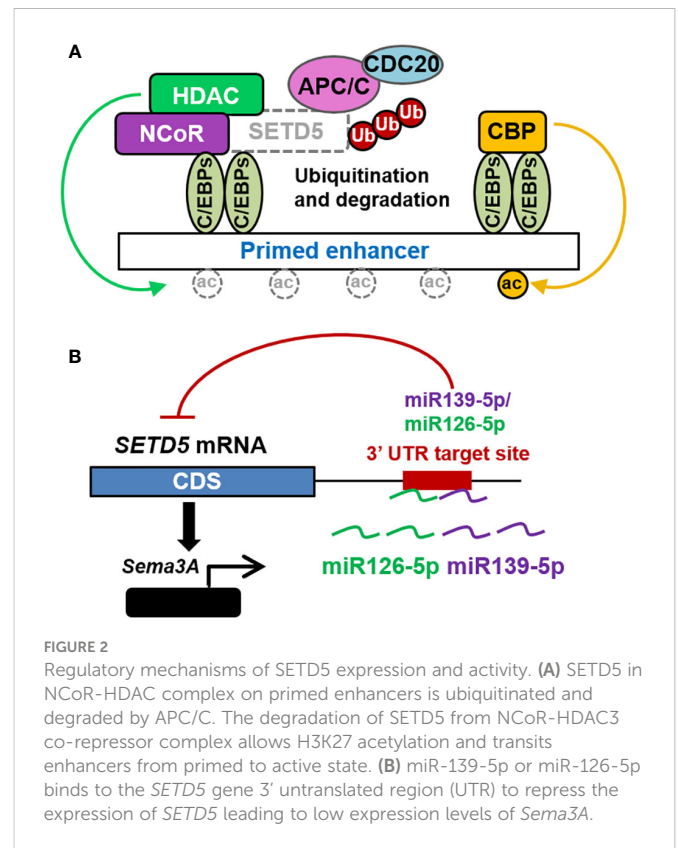 A
CDC20
APC/C
HDAC
NCoR
SETD5
Ub
Ub
Ub
CBP
C/EBPs
C/EBPs
Ubiquitination
and degradation
C/EBPs
C/EBPs
Primed enhancer
ac
ac
ac
ac
ac
B
miR139-5p/
miR126-5p
SETD5 mRNA
3' UTR target site
CDS
Sema3A
miR126-5p miR139-5p
FIGURE 2
Regulatory mechanisms of SETD5 expression and activity. (A) SETD5 in
NCoR-HDAC complex on primed enhancers is ubiquitinated and
degraded by APC/C. The degradation of SETD5 from NCoR-HDAC3
co-repressor complex allows H3K27 acetylation and transits
enhancers from primed to active state. (B) miR-139-5p or miR-126-5p
binds to the SETD5 gene 3' untranslated region (UTR) to repress the
expression of SETD5 leading to low expression levels of Sema3A.